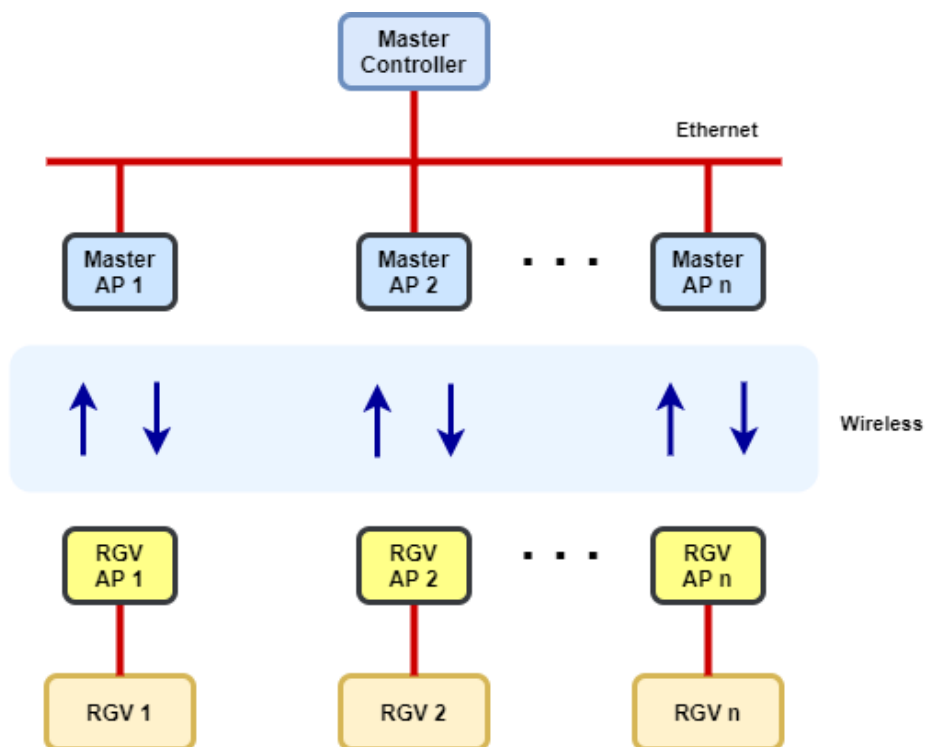 Master
Controller
Ethernet
Master
AP 1
Master
AP 2
. . .
Master
AP n
Wireless
RGV
AP 1
RGV
AP 2
. . .
RGV
AP n
RGV 1
RGV 2
RGV n